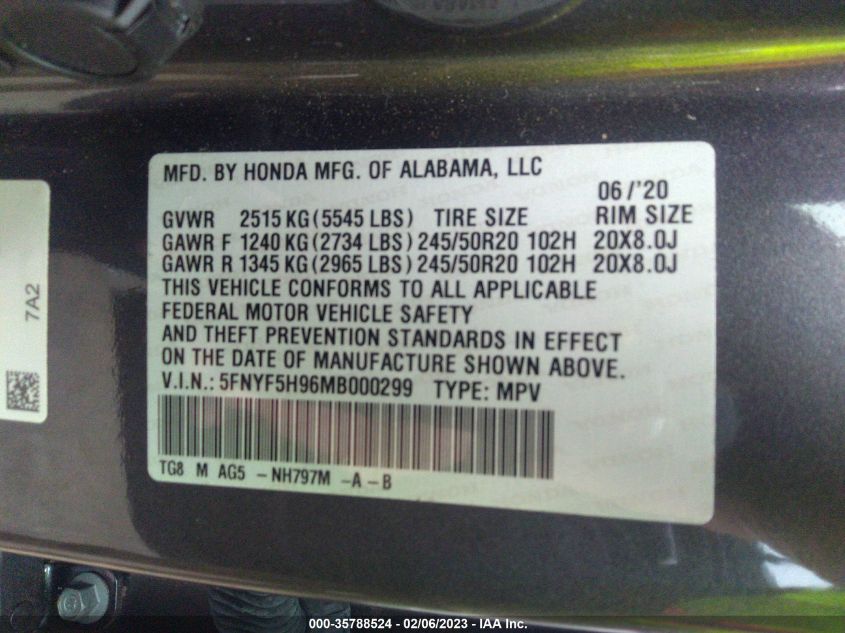 MFD. BY HONDA MFG. OF ALABAMA, LLC
06/'20
GVWR 2515 KG (5545 LBS) TIRE SIZE RIM SIZE
GAWR F 1240 KG (2734 LBS) 245/50R20 102H 20X8.0J
GAWR R 1345 KG (2965 LBS) 245/50R20 102H 20X8.0J
THIS VEHICLE CONFORMS TO ALL APPLICABLE
FEDERAL MOTOR VEHICLE SAFETY
AND THEFT PREVENTION STANDARDS IN EFFECT
ON THE DATE OF MANUFACTURE SHOWN ABOVE.
V.I.N.: 5FNYF5H96MB000299 TYPE: MPV
TG8 M AG5 - NH797M - A - B
7A2
000-35788524 - 02/06/2023 - IAA Inc.